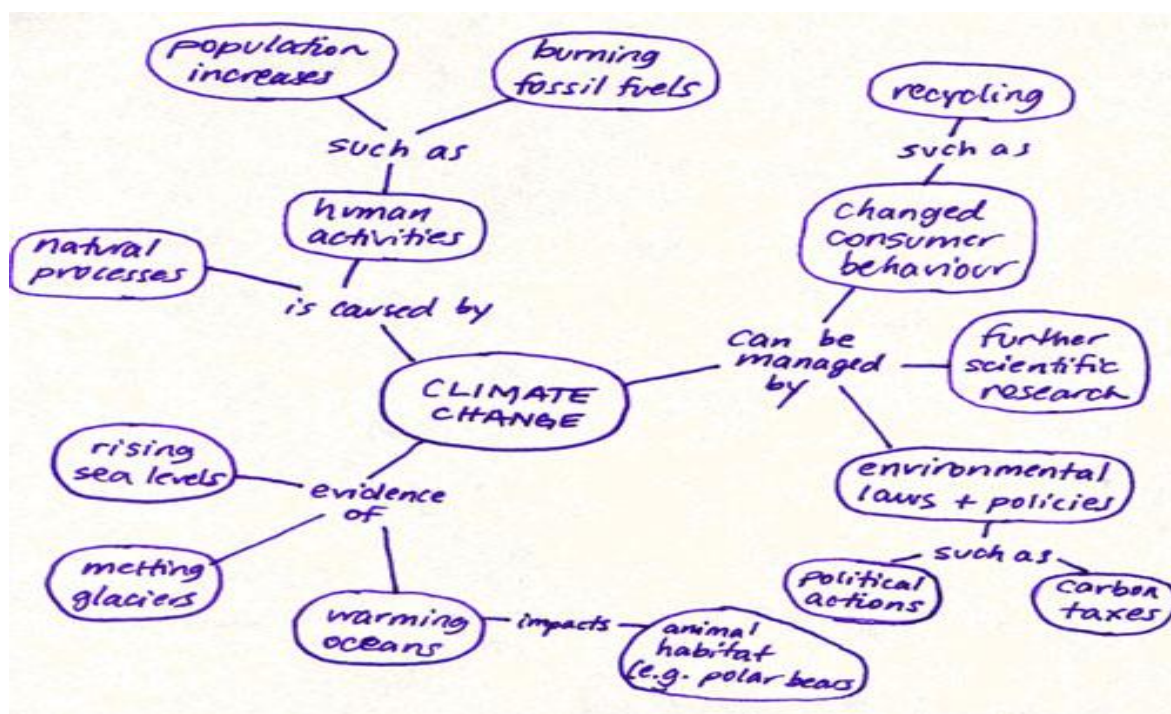 population
increases
burning
fossil fuels
such as
human
activities
natural
processes
is caused by
CLIMATE
CHANGE
recycling
such as
changed
consumer
behaviour
can be
managed
by
further
scientific
research
environmental
laws + policies
such as
political
actions
carbon
taxes
rising
sea levels
evidence
of
melting
glaciers
warming
oceans
impacts
animal
habitat
(e.g. polar bears